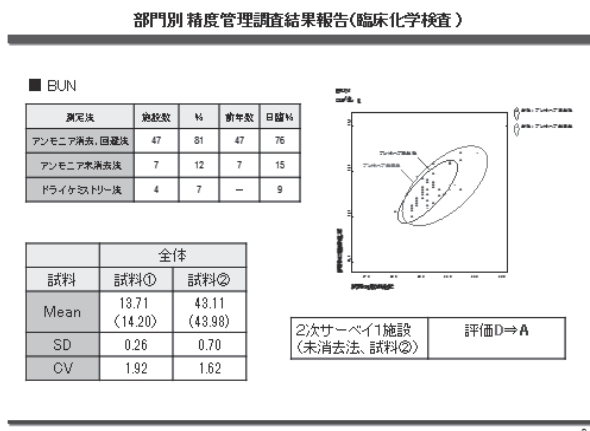 部門別 精度管理調査結果報告(臨床化学検査)
■ BUN
測定法 施設数 % 前年数 日臨%
アンモニア消去,回避法 47 81 47 76
アンモニア未消去法 7 12 7 15
ドライケミストリー法 4 7 － 9
全体
試料 試料① 試料②
Mean 13.71 43.11
(14.20) (43.98)
SD 0.26 0.70
CV 1.92 1.62
2次サーベイ1施設
(未消去法、試料②)
評価D⇒A